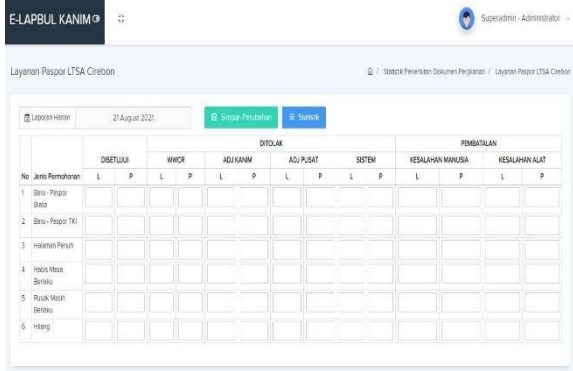 E-LAPBUL KANIM
Superadmin - Administrator
Layanan Paspor LTSA Cirebon
/ Statistik Penerbitan Dokumen Perjalanan / Layanan Paspor LTSA Cirebon
Laporan Harian 21 August 2021 Simpan Perubahan Statistik
DITOLAK PEMBATALAN
DISETUJUI WWCR ADJ KANIM ADJ PUSAT SISTEM KESALAHAN MANUSIA KESALAHAN ALAT
No Jenis Permohonan L P L P L P L P L P L P L P
1 Baru - Paspor
Biasa
2 Baru - Paspor TKI
3 Halaman Penuh
4 Habis Masa
Berlaku
5 Rusak Masih
Berlaku
6 Hilang